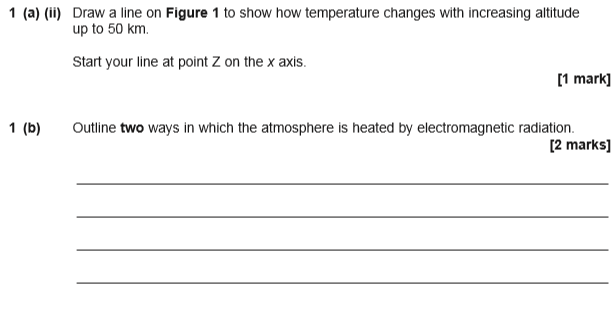 1 (a) (ii) Draw a line on Figure 1 to show how temperature changes with increasing altitude
up to 50 km.
Start your line at point Z on the x axis.
[1 mark]
1 (b) Outline two ways in which the atmosphere is heated by electromagnetic radiation.
[2 marks]